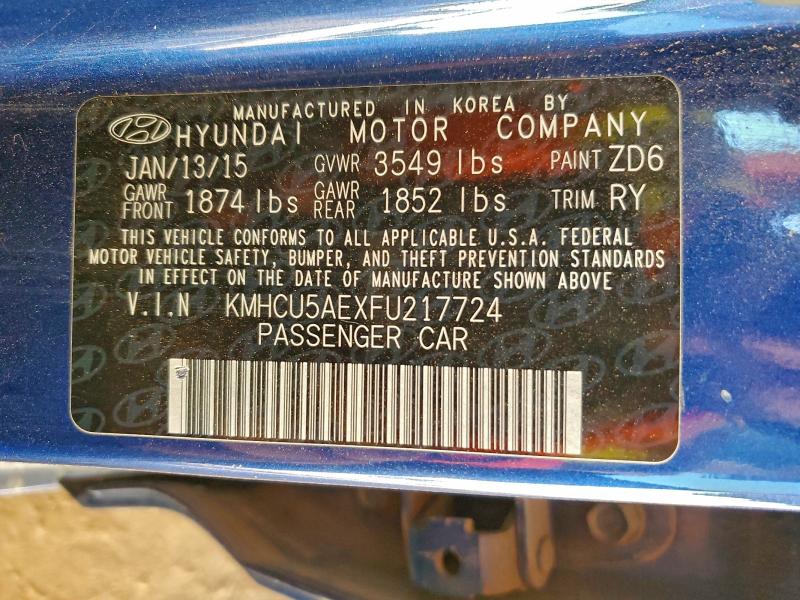 MANUFACTURED IN KOREA BY
HYUNDAI MOTOR COMPANY
JAN/13/15 GVWR 3549 lbs PAINT ZD6
GAWR FRONT 1874 lbs GAWR REAR 1852 lbs TRIM RY
THIS VEHICLE CONFORMS TO ALL APPLICABLE U.S.A. FEDERAL
MOTOR VEHICLE SAFETY, BUMPER, AND THEFT PREVENTION STANDARDS
IN EFFECT ON THE DATE OF MANUFACTURE SHOWN ABOVE
V.I.N KMHCU5AEXFU217724
PASSENGER CAR